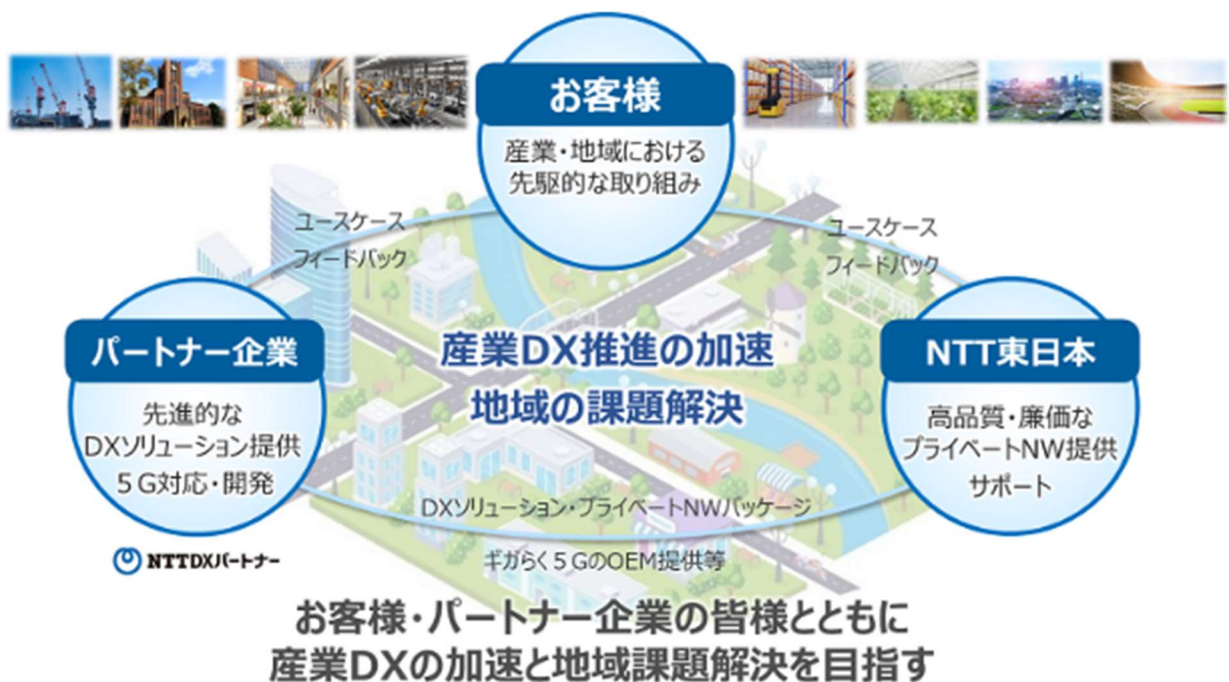 お客様
産業・地域における
先駆的な取り組み
ユースケース
フィードバック
ユースケース
フィードバック
パートナー企業
先進的な
DXソリューション提供
5G対応・開発
産業DX推進の加速
地域の課題解決
NTT東日本
高品質・廉価な
プライベートNW提供
サポート
DXソリューション・プライベートNWパッケージ
NTTDXパートナー
ギガらく5GのOEM提供等
お客様・パートナー企業の皆様とともに
産業DXの加速と地域課題解決を目指す